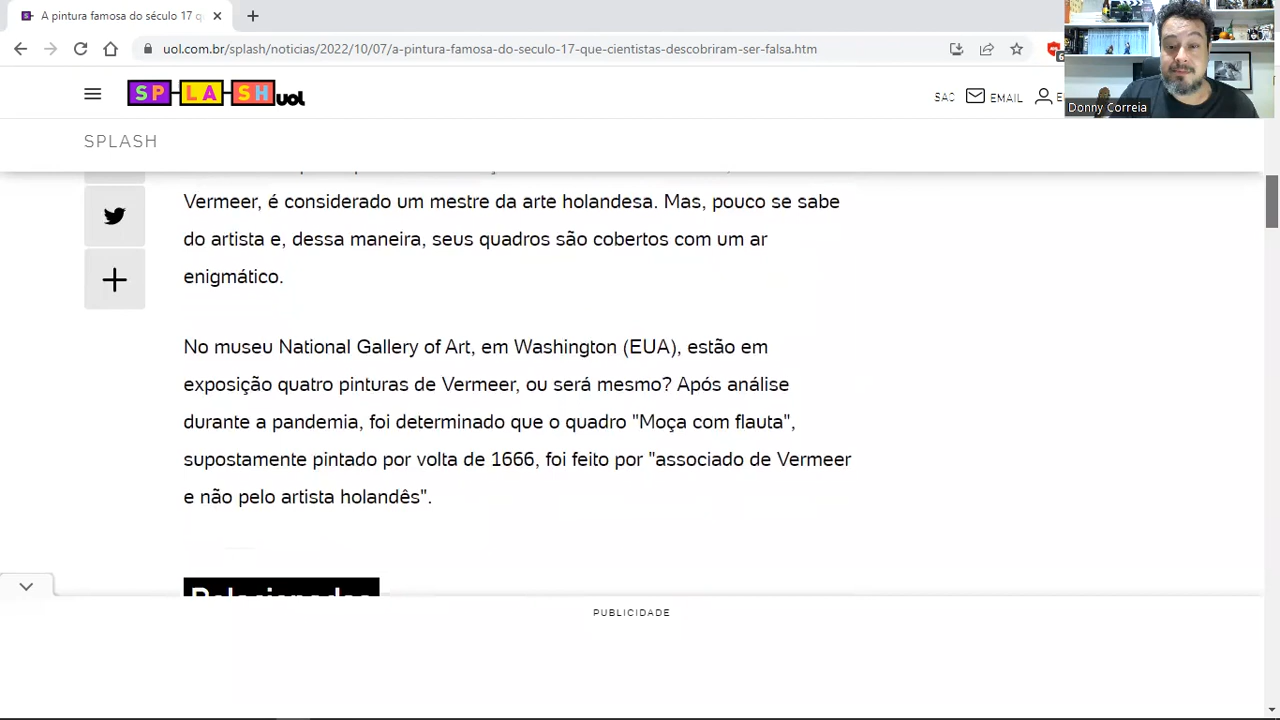 A pintura famosa do século 17 q
uol.com.br/splash/noticias/2022/10/07/a-pintura-famosa-do-seculo-17-que-cientistas-descobriram-ser-falsa.htm
6
SPLASH uol
SAC
EMAIL
E
Donny Correia
SPLASH
Vermeer, é considerado um mestre da arte holandesa. Mas, pouco se sabe
do artista e, dessa maneira, seus quadros são cobertos com um ar
enigmático.
No museu National Gallery of Art, em Washington (EUA), estão em
exposição quatro pinturas de Vermeer, ou será mesmo? Após análise
durante a pandemia, foi determinado que o quadro "Moça com flauta",
supostamente pintado por volta de 1666, foi feito por "associado de Vermeer
e não pelo artista holandês".
Relacionadas
PUBLICIDADE